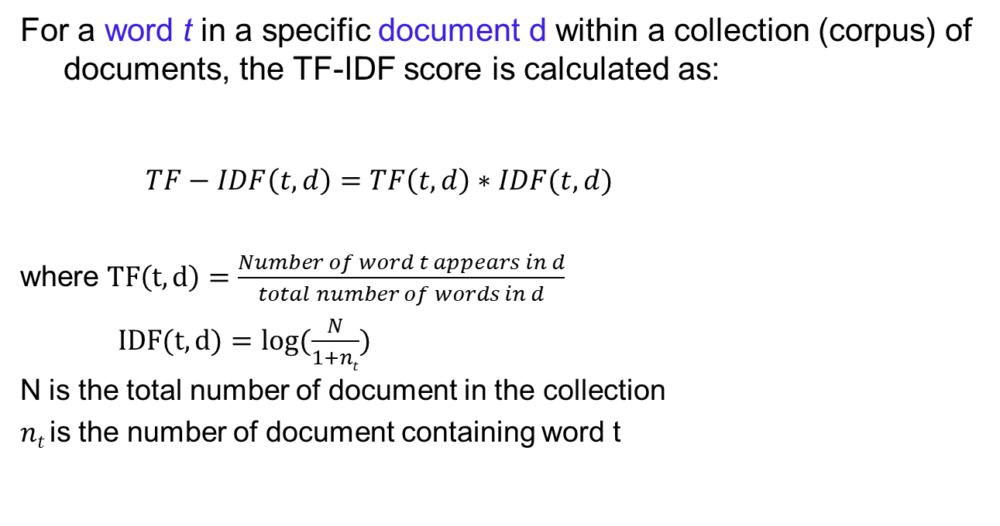 For a word t in a specific document d within a collection (corpus) of
documents, the TF-IDF score is calculated as:
TF − IDF(t, d) = TF(t, d) ∗ IDF(t, d)
where TF(t, d) = \frac{Number of word t appears in d}{total number of words in d}
IDF(t, d) = log(\frac{N}{1+n_t})
N is the total number of document in the collection
n_t is the number of document containing word t